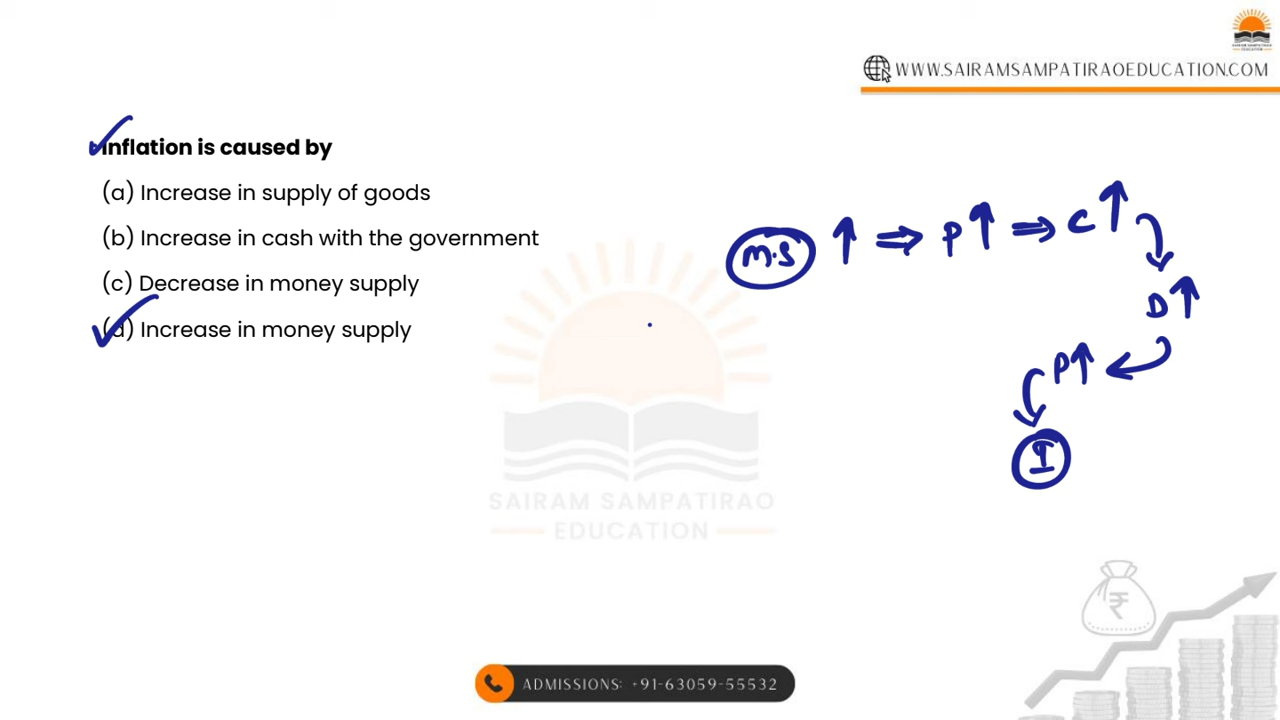 WWW.SAIRAMSAMPATIRAOEDUCATION.COM
Inflation is caused by
(a) Increase in supply of goods
(b) Increase in cash with the government
(c) Decrease in money supply
(d) Increase in money supply
m.s ↑ ⇒ P↑ ⇒ C↑
D↑
P↑
I
SAIRAM SAMPATIRAO
EDUCATION
₹
ADMISSIONS: +91-63059-55532